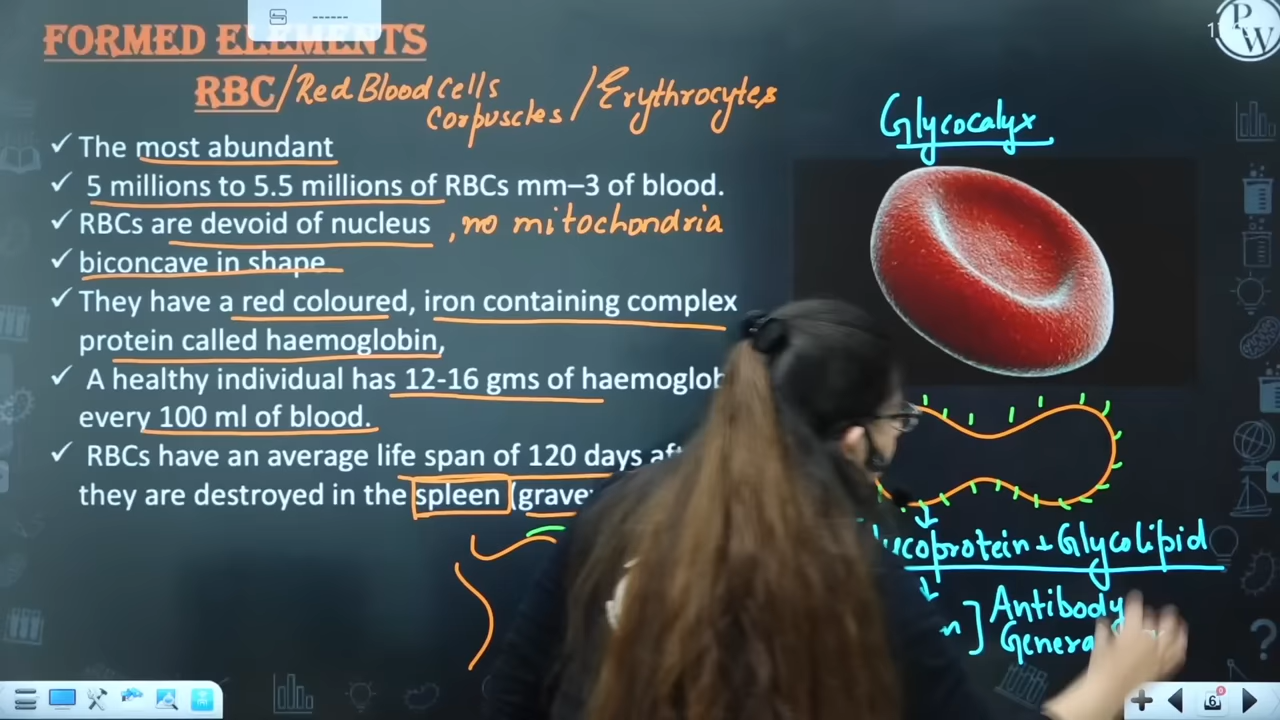 FORMED ELEMENTS
RBC/Red Blood Cells / Erythrocytes
Corpuscles
Glycocalyx
PW
✓ The most abundant
✓ 5 millions to 5.5 millions of RBCs mm–3 of blood.
✓ RBCs are devoid of nucleus , no mitochondria
✓ biconcave in shape
✓ They have a red coloured, iron containing complex
protein called haemoglobin,
✓ A healthy individual has 12-16 gms of
every 100 ml of blood.
✓ RBCs have an average life span of 120 days
they are destroyed in the spleen
+ Glycolipid
Antibody
6